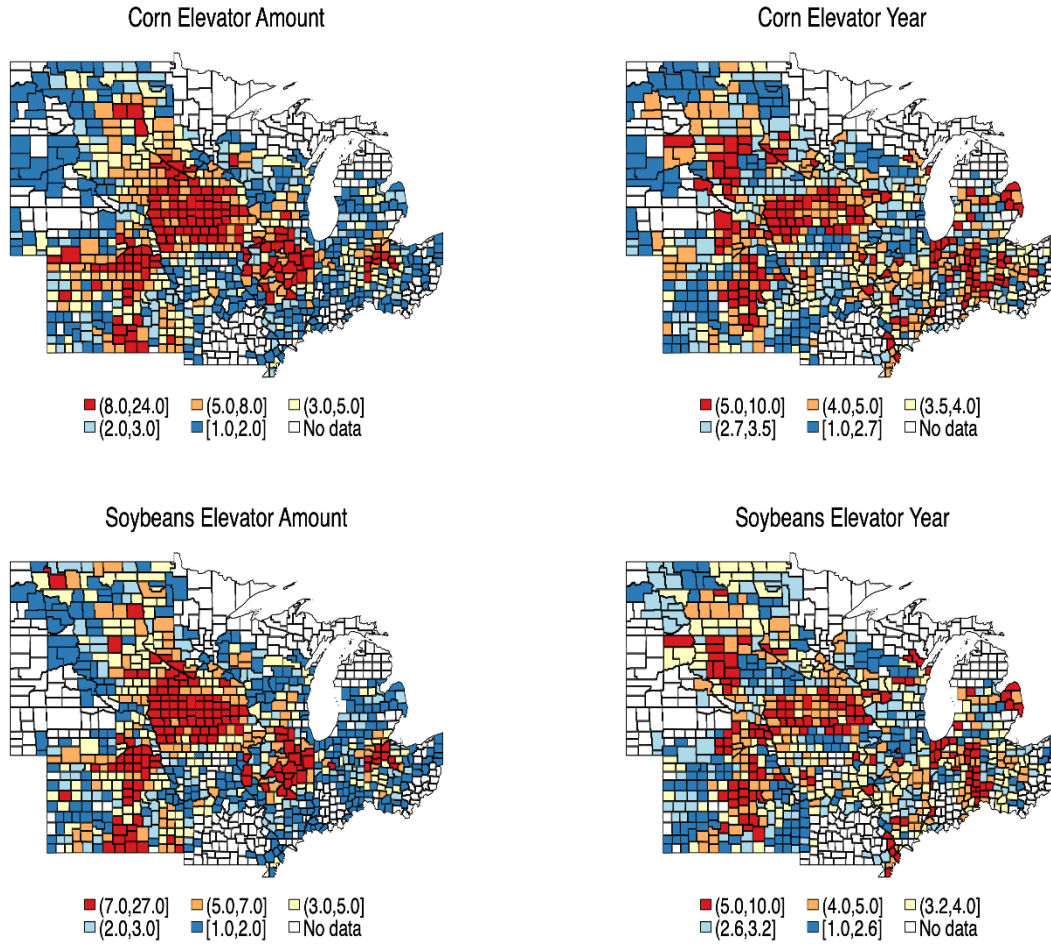 Corn Elevator Amount
Corn Elevator Year
(8.0,24.0] (5.0,8.0] (3.0,5.0]
(2.0,3.0] [1.0,2.0] No data
(5.0,10.0] (4.0,5.0] (3.5,4.0]
(2.7,3.5] [1.0,2.7] No data
Soybeans Elevator Amount
Soybeans Elevator Year
(7.0,27.0] (5.0,7.0] (3.0,5.0]
(2.0,3.0] [1.0,2.0] No data
(5.0,10.0] (4.0,5.0] (3.2,4.0]
(2.6,3.2] [1.0,2.6] No data